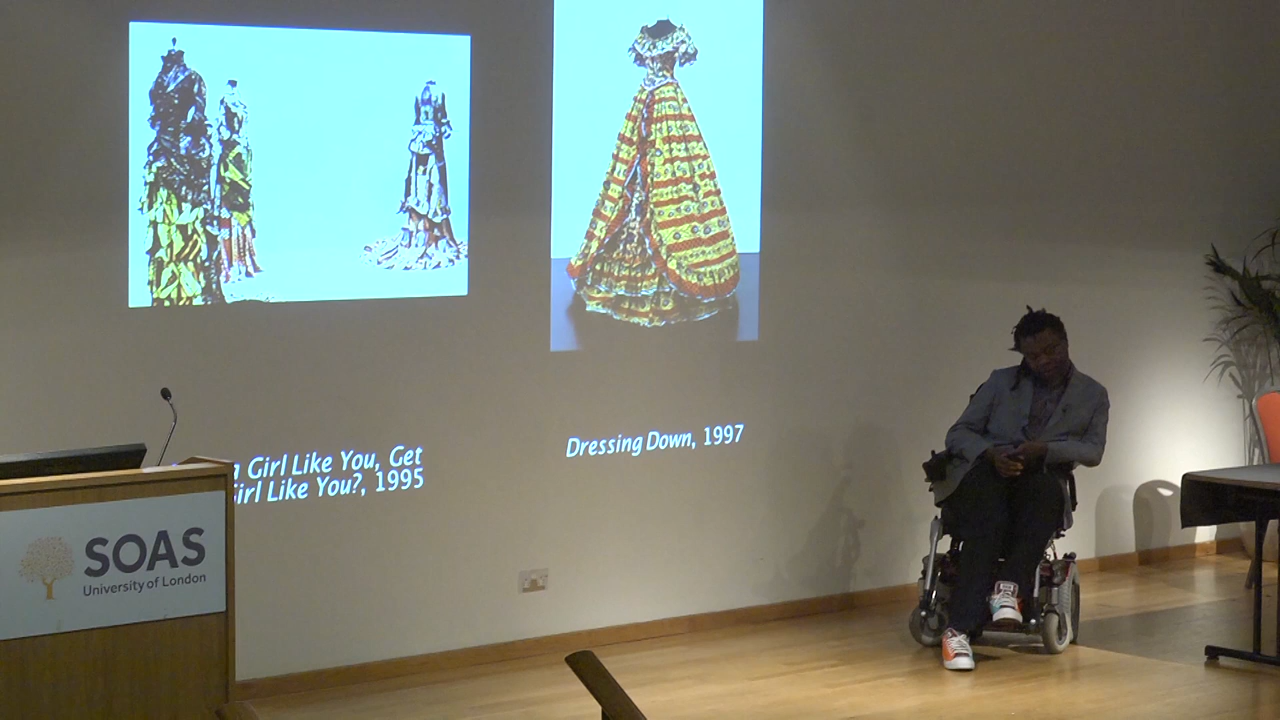 Girl Like You, Get
Girl Like You?, 1995
Dressing Down, 1997
SOAS
University of London